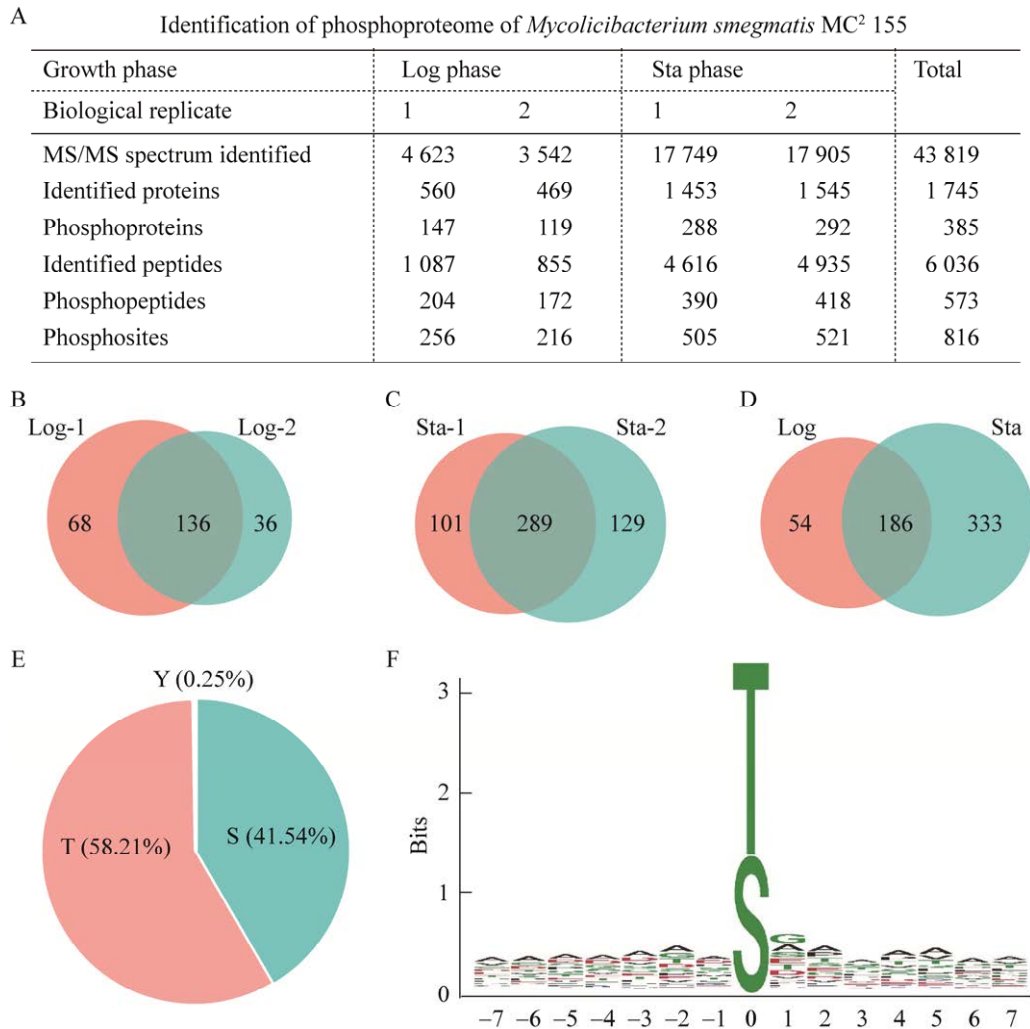 A
Identification of phosphoproteome of Mycolicibacterium smegmatis MC² 155
Growth phase Log phase Sta phase Total
Biological replicate 1 2 1 2
MS/MS spectrum identified 4 623 3 542 17 749 17 905 43 819
Identified proteins 560 469 1 453 1 545 1 745
Phosphoproteins 147 119 288 292 385
Identified peptides 1 087 855 4 616 4 935 6 036
Phosphopeptides 204 172 390 418 573
Phosphosites 256 216 505 521 816
B C D
Log-1 Log-2 Sta-1 Sta-2 Log Sta
68 136 36 101 289 129 54 186 333
E F
Y (0.25%)
T (58.21%) S (41.54%)
Bits
3
2
1
0
T
S
G
A
−7 −6 −5 −4 −3 −2 −1 0 1 2 3 4 5 6 7